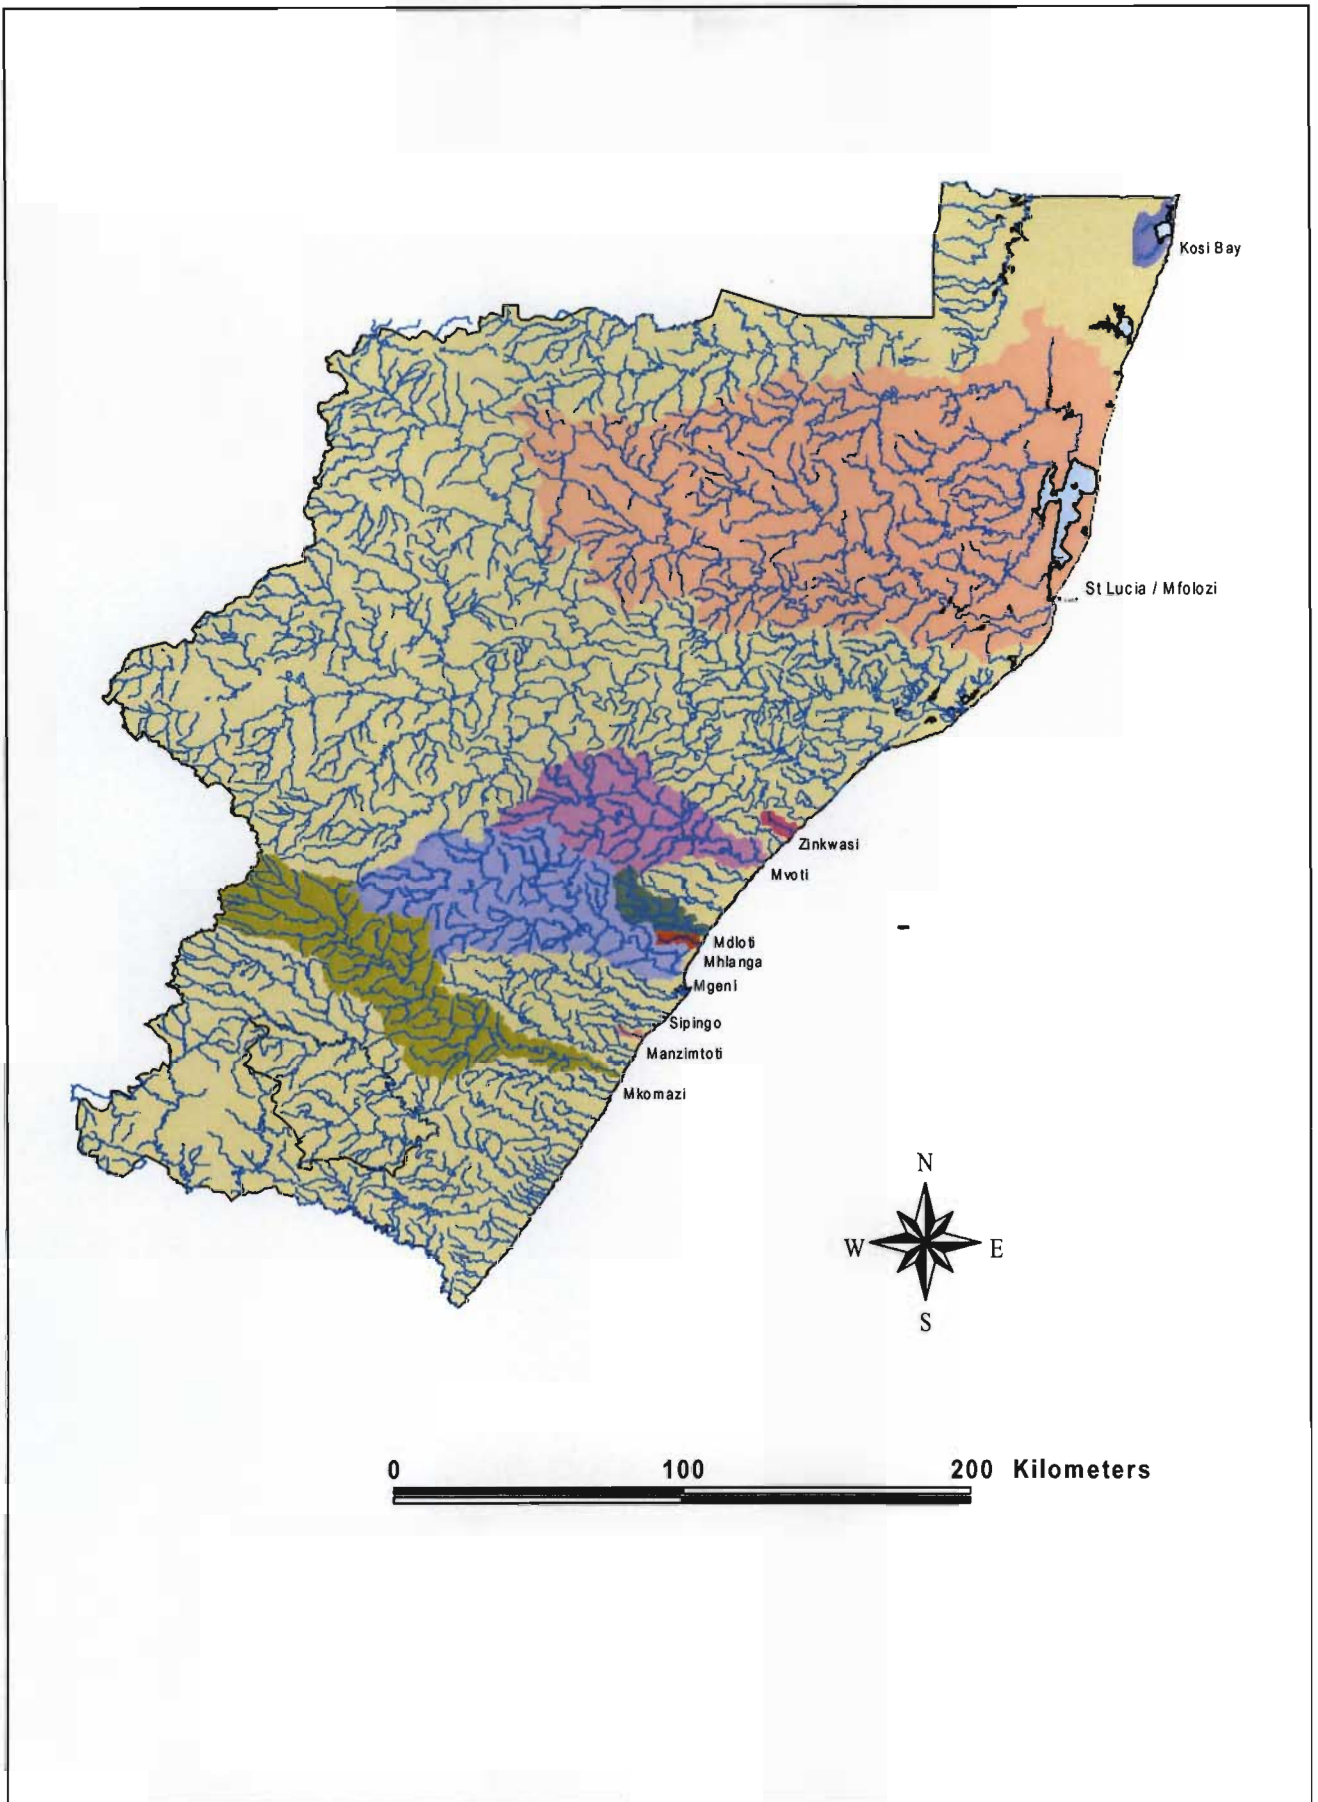 Kosi Bay
St Lucia / Mfolozi
Zinkwasi
Mvoti
Mdloti
Mhlanga
Mgeni
Sipingo
Manzimtoti
Mkomazi
N
W E
S
0 100 200 Kilometers